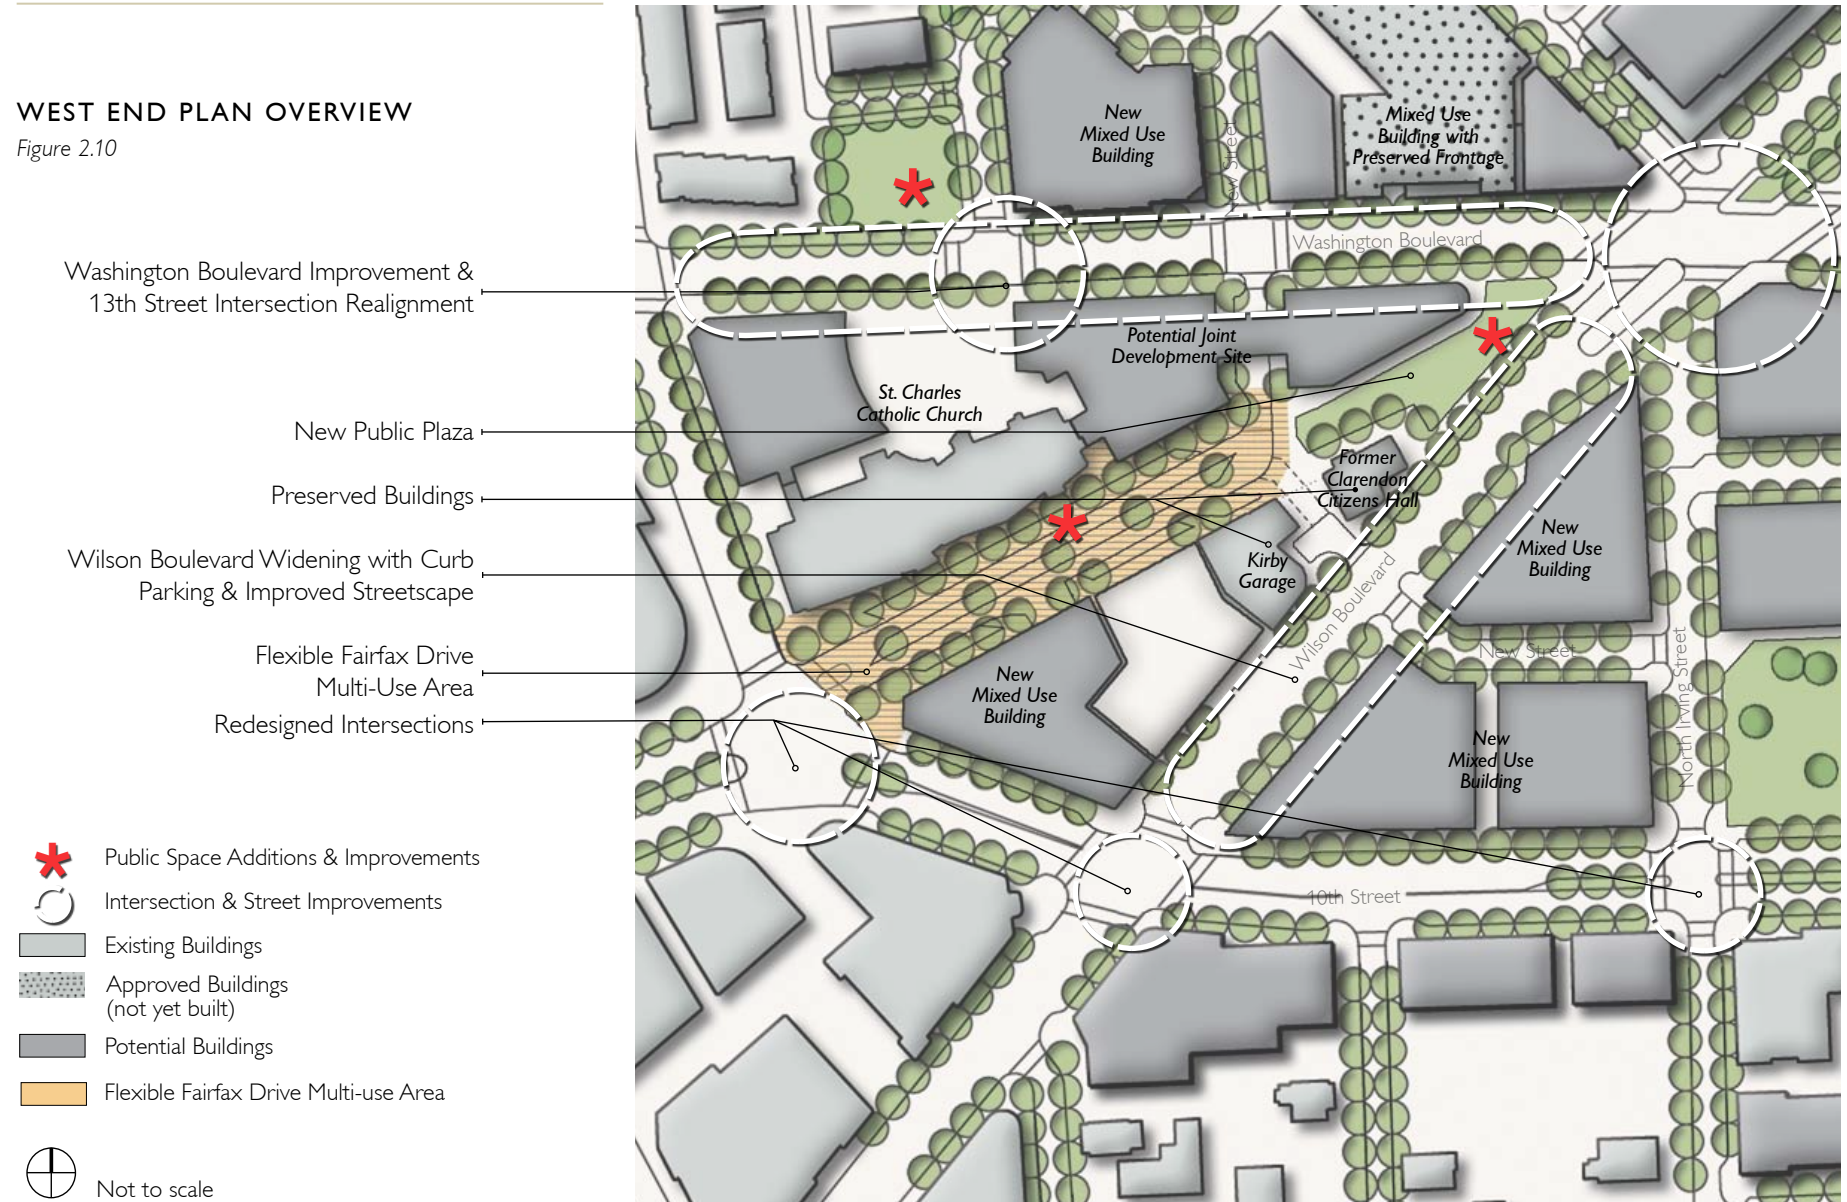 WEST END PLAN OVERVIEW
Figure 2.10
Washington Boulevard Improvement &
13th Street Intersection Realignment
New Public Plaza
Preserved Buildings
Wilson Boulevard Widening with Curb
Parking & Improved Streetscape
Flexible Fairfax Drive
Multi-Use Area
Redesigned Intersections
Public Space Additions & Improvements
Intersection & Street Improvements
Existing Buildings
Approved Buildings
(not yet built)
Potential Buildings
Flexible Fairfax Drive Multi-use Area
Not to scale
New
Mixed Use
Building
New Street
Mixed Use
Building with
Preserved Frontage
Washington Boulevard
Potential Joint
Development Site
St. Charles
Catholic Church
Former
Clarendon
Citizens Hall
Kirby
Garage
Wilson Boulevard
New
Mixed Use
Building
New Street
North Irving Street
New
Mixed Use
Building
New
Mixed Use
Building
10th Street